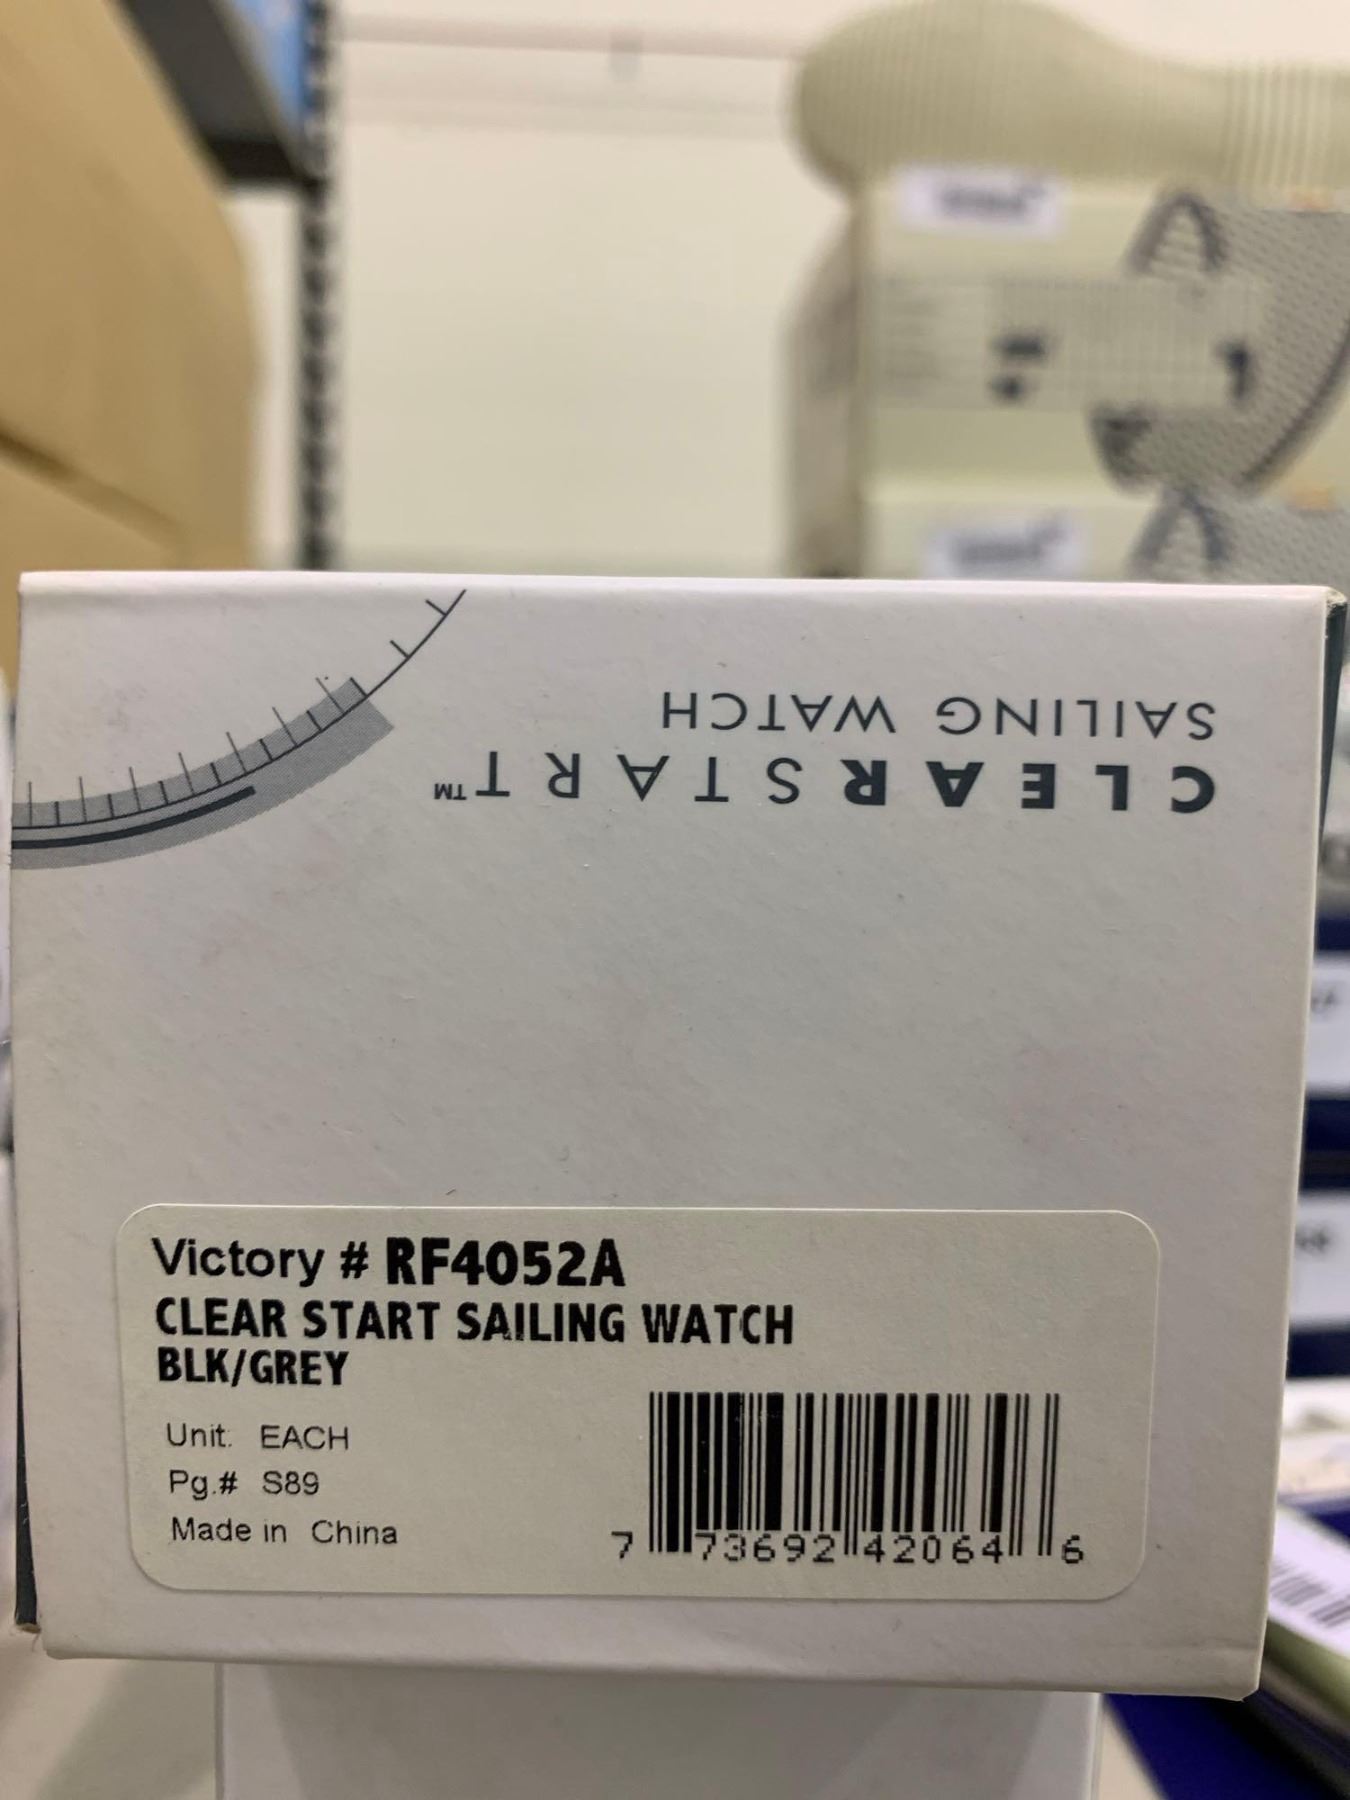 CLEARSTART™
SAILING WATCH
Victory # RF4052A
CLEAR START SAILING WATCH
BLK/GREY
Unit: EACH
Pg.# S89
Made in China
7 73692 42064 6